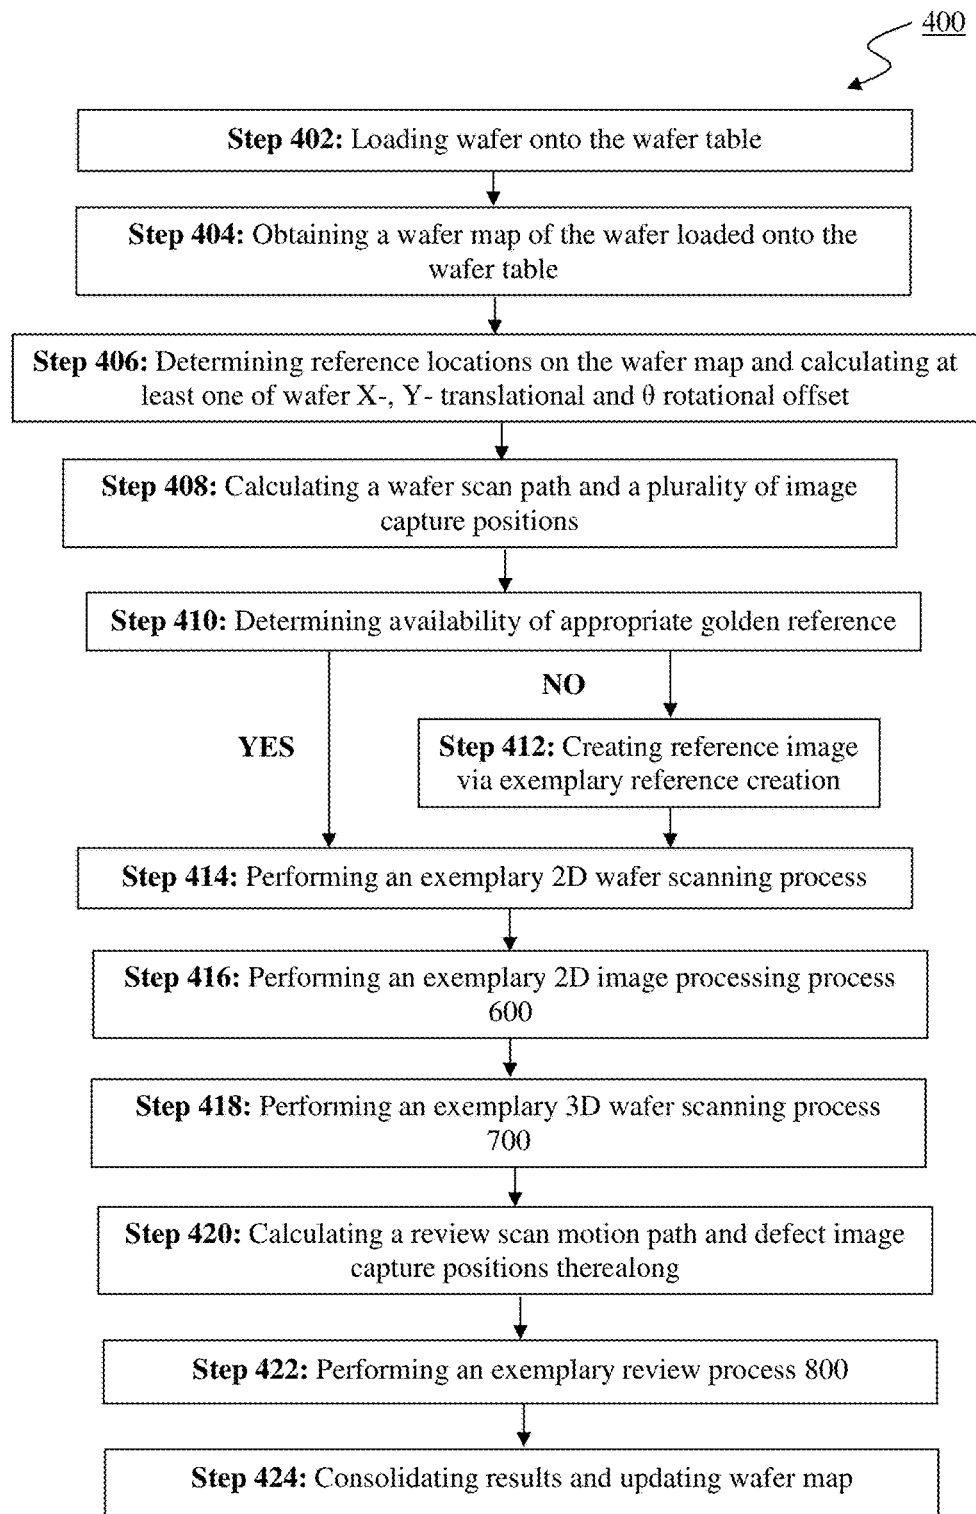 400
Step 402: Loading wafer onto the wafer table
Step 404: Obtaining a wafer map of the wafer loaded onto the
wafer table
Step 406: Determining reference locations on the wafer map and calculating at
least one of wafer X-, Y- translational and θ rotational offset
Step 408: Calculating a wafer scan path and a plurality of image
capture positions
Step 410: Determining availability of appropriate golden reference
NO
YES
Step 412: Creating reference image
via exemplary reference creation
Step 414: Performing an exemplary 2D wafer scanning process
Step 416: Performing an exemplary 2D image processing process
600
Step 418: Performing an exemplary 3D wafer scanning process
700
Step 420: Calculating a review scan motion path and defect image
capture positions therealong
Step 422: Performing an exemplary review process 800
Step 424: Consolidating results and updating wafer map